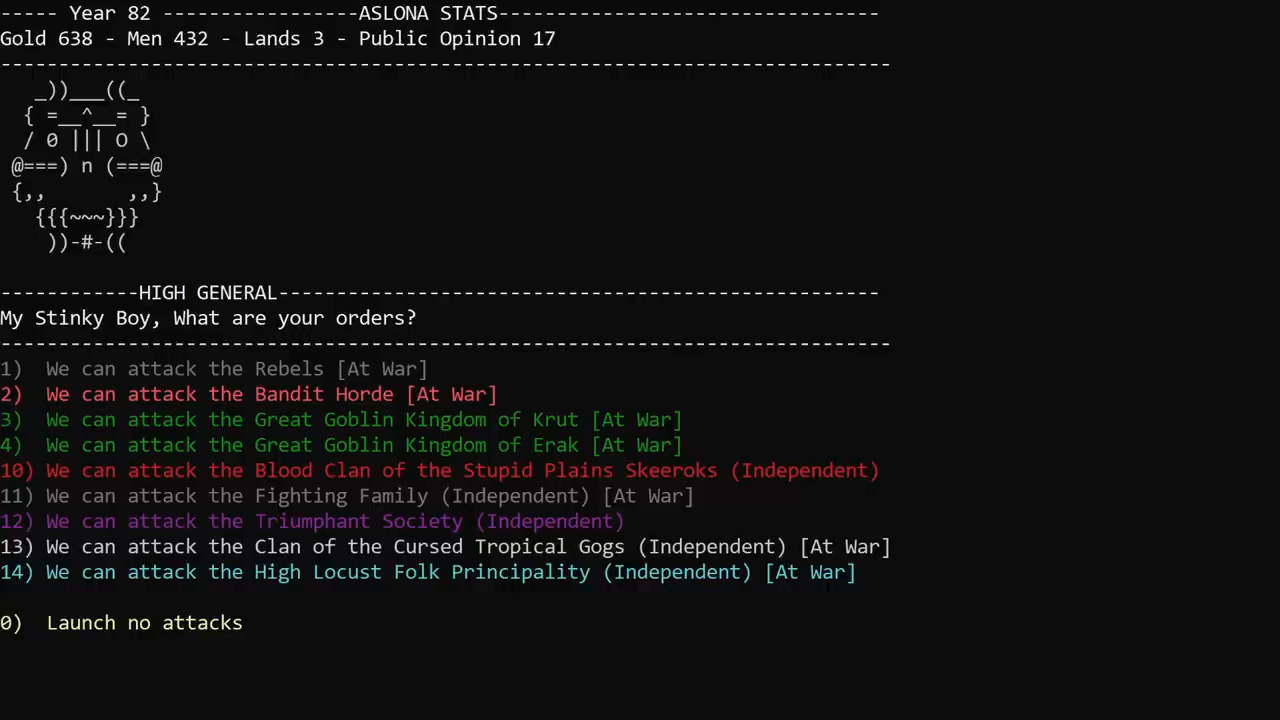 ----- Year 82 -----------------ASLONA STATS---------------------------------
Gold 638 - Men 432 - Lands 3 - Public Opinion 17
-----------------------------------------------------------------------------
   _))___((_
  { =__^__= }
  / 0 ||| O \
 @===) n (===@
 {,,       ,,}
   {{{~~~}}}
    ))-#-((
------------HIGH GENERAL----------------------------------------------------
My Stinky Boy, What are your orders?
-----------------------------------------------------------------------------
1)  We can attack the Rebels [At War]
2)  We can attack the Bandit Horde [At War]
3)  We can attack the Great Goblin Kingdom of Krut [At War]
4)  We can attack the Great Goblin Kingdom of Erak [At War]
10) We can attack the Blood Clan of the Stupid Plains Skeeroks (Independent)
11) We can attack the Fighting Family (Independent) [At War]
12) We can attack the Triumphant Society (Independent)
13) We can attack the Clan of the Cursed Tropical Gogs (Independent) [At War]
14) We can attack the High Locust Folk Principality (Independent) [At War]
0)  Launch no attacks